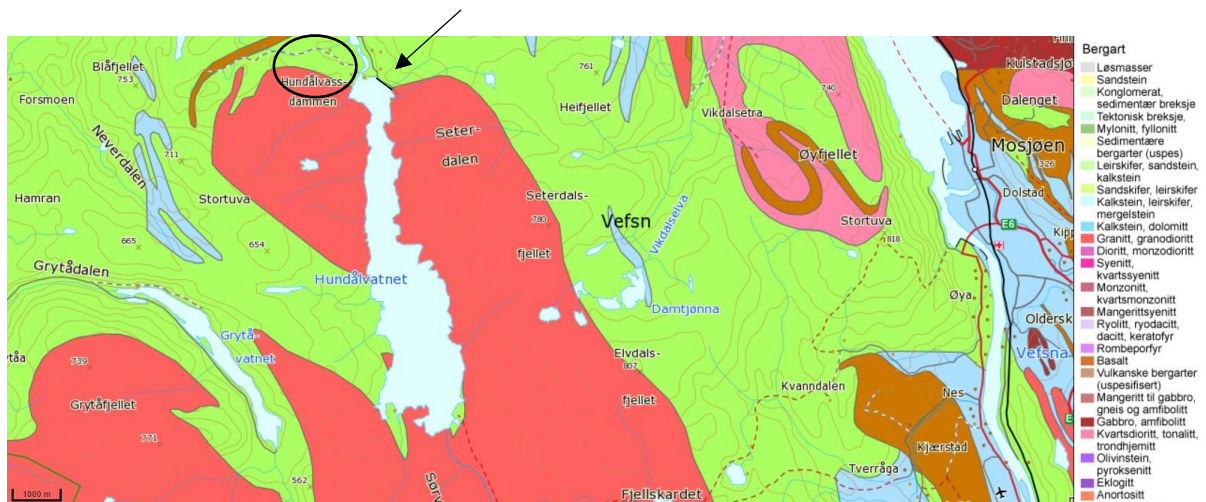 Blåfjellet
753
Forsmoen
Neverdalen
711
Hamran
Stortuva
665
654
Grytådalen
Hundålvass-
dammen
Seter-
dalen
Hundålvatnet
Grytå-
vatnet
ytåa
739
Grytåfjellet
771
562
1000 m
761
Heifjellet
Seterdals-
780
fjellet
Vefsn
Vikdalselva
Damtjønna
Elvdals-
807
fjellet
Fjellskardet
Vikdalsetra
740
Øyfjellet
Stortuva
818
Kvanndalen
Tverråga
Kjærstad
Nes
Øya
Kulstadsjø
Dalenget
Mosjøen
326
Dolstad
E6
Kipp
Oldersk
Vefsna
E
Bergart
Løsmasser
Sandstein
Konglomerat,
sedimentær breksje
Tektonisk breksje,
Mylonitt, fyllonitt
Sedimentære
bergarter (uspes)
Leirskifer, sandstein,
kalkstein
Sandskifer, leirskifer
Kalkstein, leirskifer,
mergelstein
Kalkstein, dolomitt
Granitt, granodioritt
Dioritt, monzodioritt
Syenitt,
kvartssyenitt
Monzonitt,
kvartsmonzonitt
Mangerittsyenitt
Ryolitt, ryodacitt,
dacitt, keratofyr
Rombeporfyr
Basalt
Vulkanske bergarter
(uspesifisert)
Mangeritt til gabbro,
gneis og amfibolitt
Gabbro, amfibolitt
Kvartsdioritt, tonalitt,
trondhjemitt
Olivinstein,
pyroksenitt
Eklogitt
Anortositt